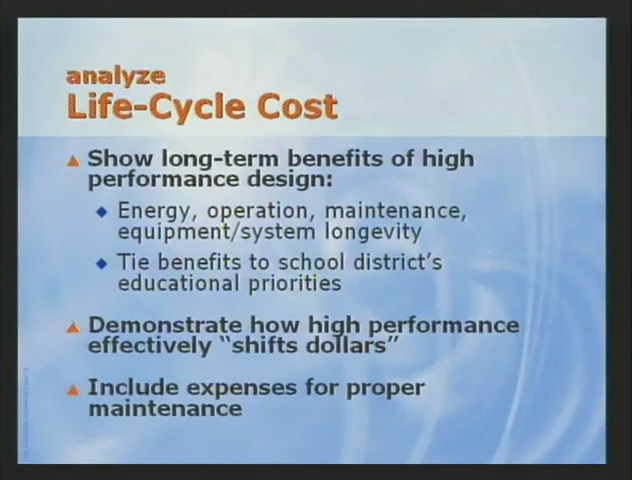 analyze
Life-Cycle Cost
Show long-term benefits of high
performance design:
Energy, operation, maintenance,
equipment/system longevity
Tie benefits to school district's
educational priorities
Demonstrate how high performance
effectively “shifts dollars”
Include expenses for proper
maintenance